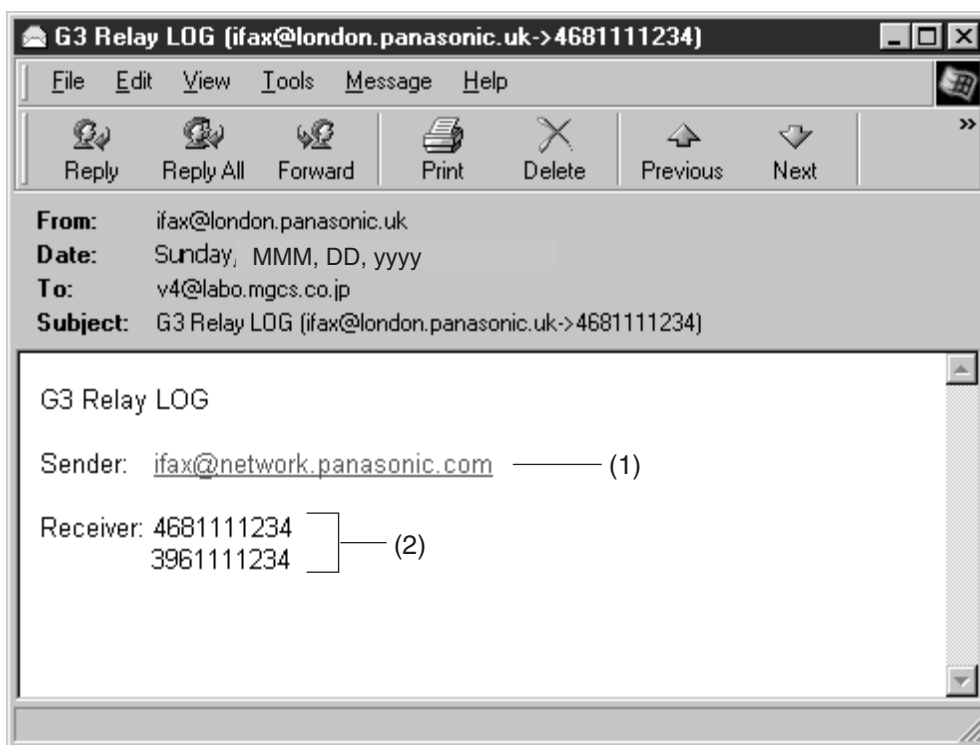 G3 Relay LOG (ifax@london.panasonic.uk->4681111234)
File Edit View Tools Message Help
Reply Reply All Forward Print Delete Previous Next »
From: ifax@london.panasonic.uk
Date: Sunday, MMM, DD, yyyy
To: v4@labo.mgcs.co.jp
Subject: G3 Relay LOG (ifax@london.panasonic.uk->4681111234)
G3 Relay LOG
Sender: ifax@network.panasonic.com (1)
Receiver: 4681111234
3961111234 (2)